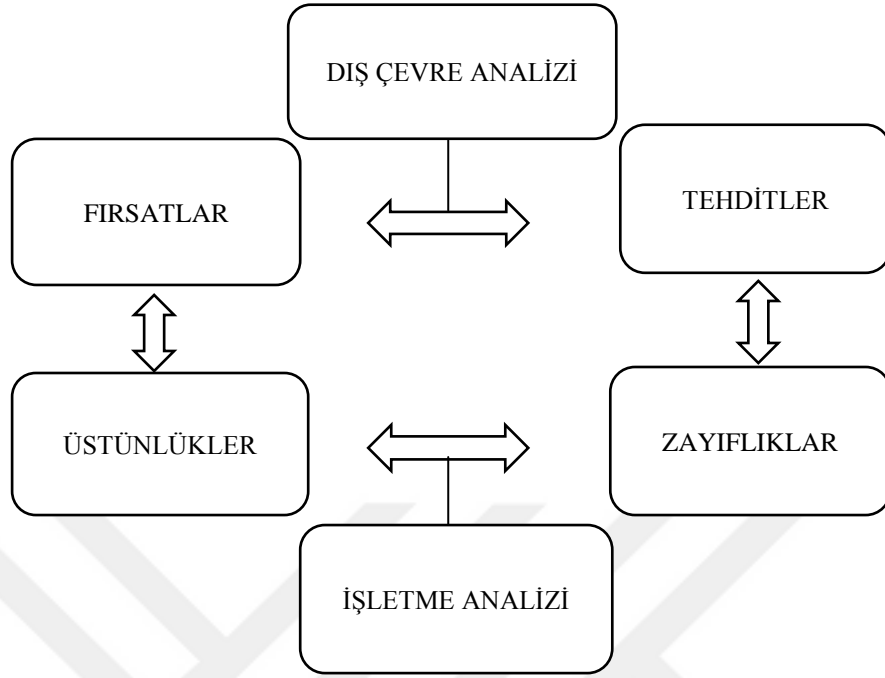 DIŞ ÇEVRE ANALİZİ
FIRSATLAR
TEHDİTLER
ÜSTÜNLÜKLER
ZAYIFLIKLAR
İŞLETME ANALİZİ